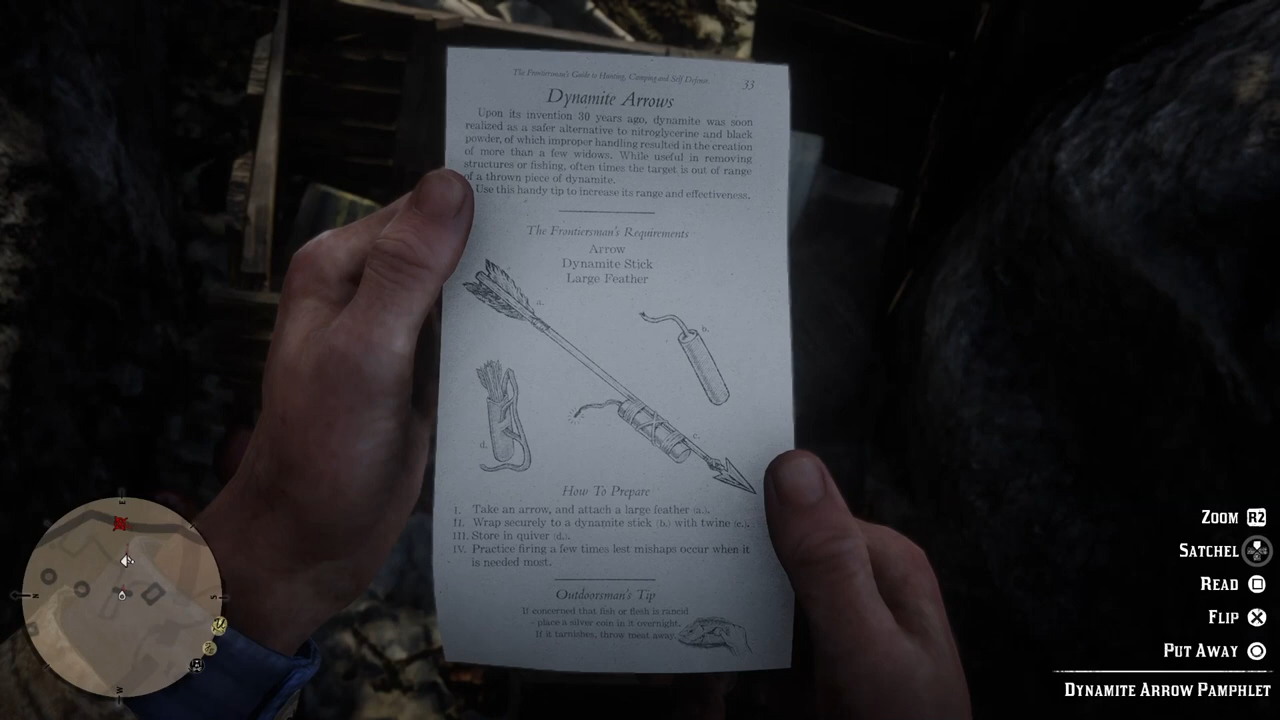 The Frontiersman's Guide to Hunting, Camping and Self Defense.
33
Dynamite Arrows
Upon its invention 30 years ago, dynamite was soon
realized as a safer alternative to nitroglycerine and black
powder, of which improper handling resulted in the creation
of more than a few widows. While useful in removing
structures or fishing, often times the target is out of range
of a thrown piece of dynamite.
Use this handy tip to increase its range and effectiveness.
The Frontiersman's Requirements
Arrow
Dynamite Stick
Large Feather
a.
b.
c.
d.
How To Prepare
I. Take an arrow, and attach a large feather (a.).
II. Wrap securely to a dynamite stick (b.) with twine (c.).
III. Store in quiver (d.).
IV. Practice firing a few times lest mishaps occur when it
is needed most.
Outdoorsman's Tip
If concerned that fish or flesh is rancid
- place a silver coin in it overnight.
If it tarnishes, throw meat away.
E
N
S
W
ZOOM R2
SATCHEL
READ
FLIP
PUT AWAY
DYNAMITE ARROW PAMPHLET